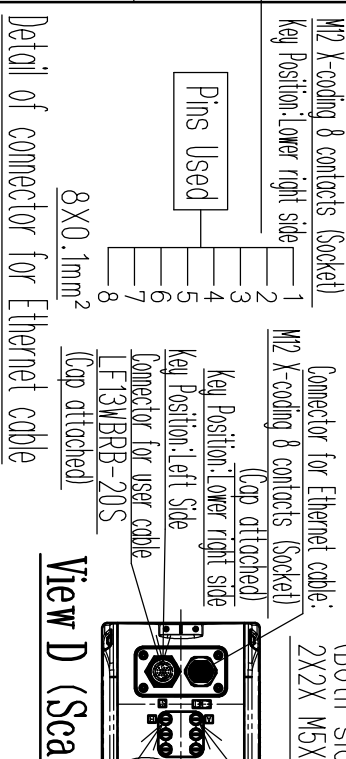 M12 X-coding 8 contacts (Socket)
Key Position:Lower right side
Pins Used
1
2
3
4
5
6
7
8
8X0.1mm²
Detail of connector for Ethernet cable
Connector for Ethernet cable:
M12 X-coding 8 contacts (Socket)
(Cap attached)
Key Position:Lower right side
Key Position:Left Side
Connector for user cable
LF13WBRB-20S
(Cap attached)
2X2X M5X
View D (Sca